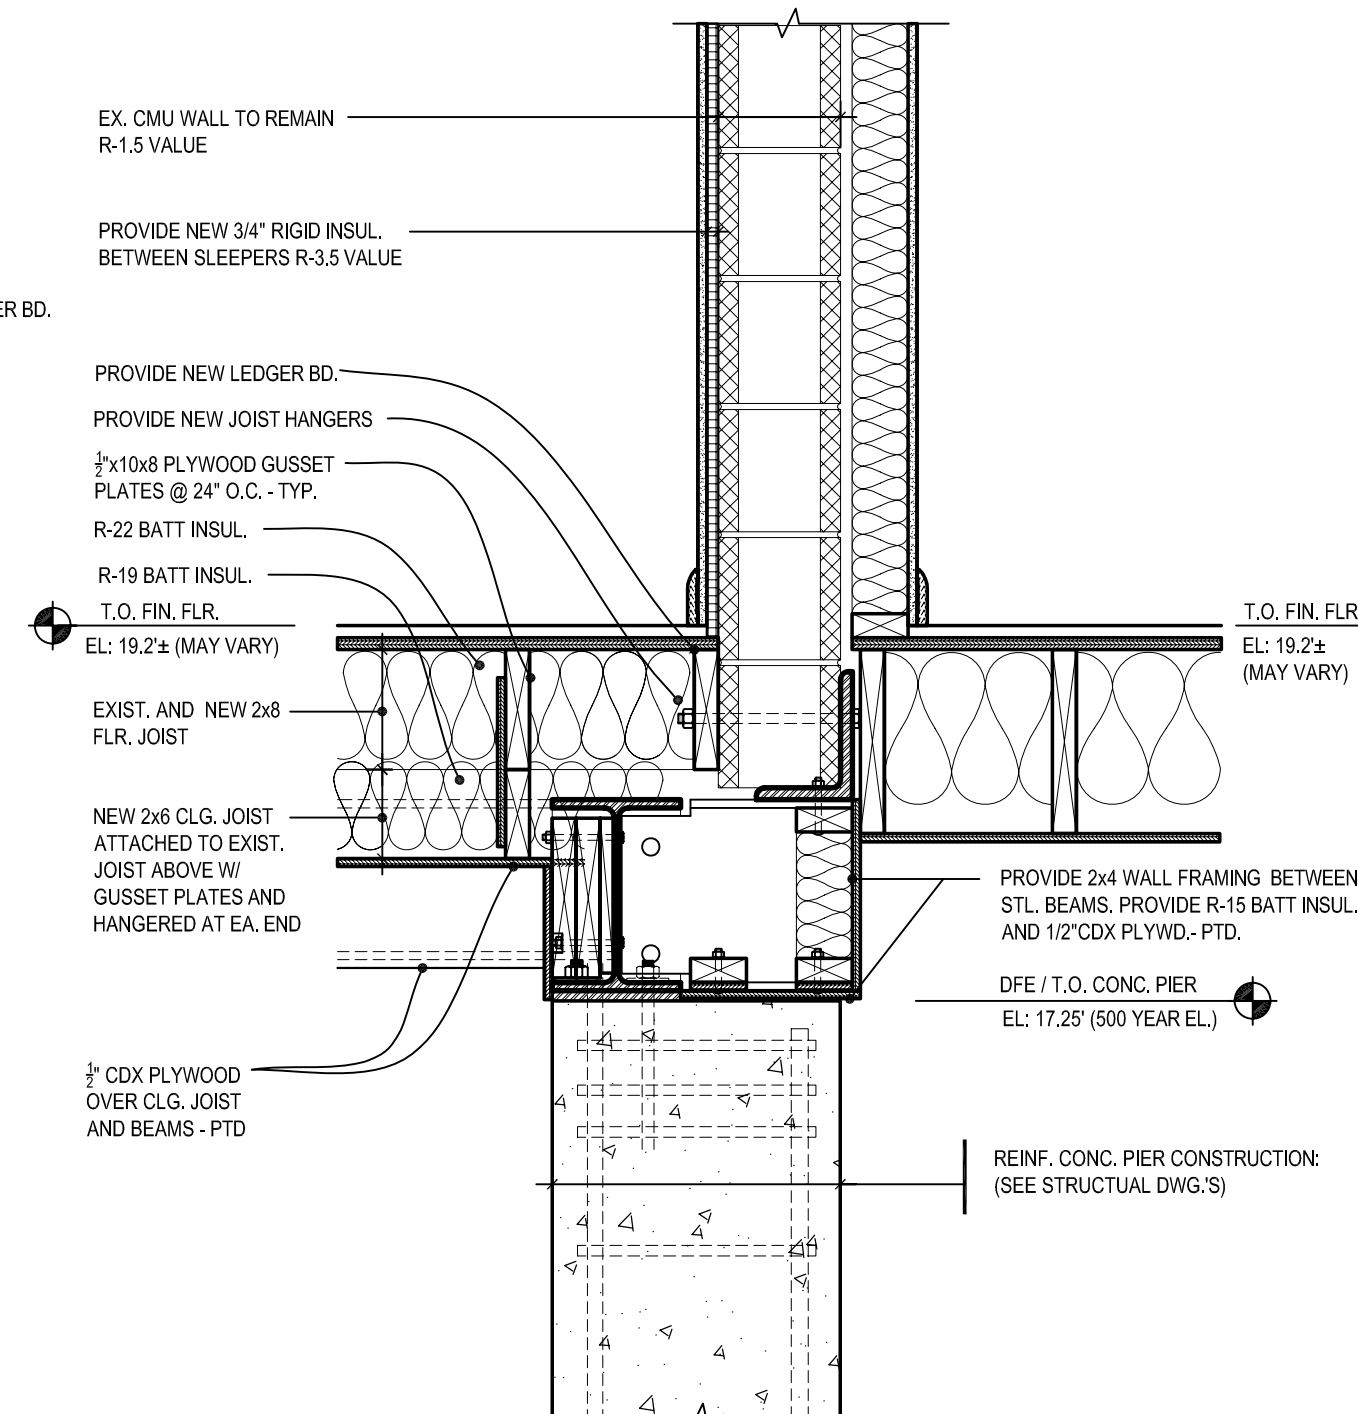 EX. CMU WALL TO REMAIN
R-1.5 VALUE
PROVIDE NEW 3/4" RIGID INSUL.
BETWEEN SLEEPERS R-3.5 VALUE
ER BD.
PROVIDE NEW LEDGER BD.
PROVIDE NEW JOIST HANGERS
½"x10x8 PLYWOOD GUSSET
PLATES @ 24" O.C. - TYP.
R-22 BATT INSUL.
R-19 BATT INSUL.
T.O. FIN. FLR.
EL: 19.2'± (MAY VARY)
EXIST. AND NEW 2x8
FLR. JOIST
NEW 2x6 CLG. JOIST
ATTACHED TO EXIST.
JOIST ABOVE W/
GUSSET PLATES AND
HANGERED AT EA. END
½" CDX PLYWOOD
OVER CLG. JOIST
AND BEAMS - PTD
T.O. FIN. FLR
EL: 19.2'±
(MAY VARY)
PROVIDE 2x4 WALL FRAMING BETWEEN
STL. BEAMS. PROVIDE R-15 BATT INSUL.
AND 1/2"CDX PLYWD.- PTD.
DFE / T.O. CONC. PIER
EL: 17.25' (500 YEAR EL.)
REINF. CONC. PIER CONSTRUCTION:
(SEE STRUCTUAL DWG.'S)